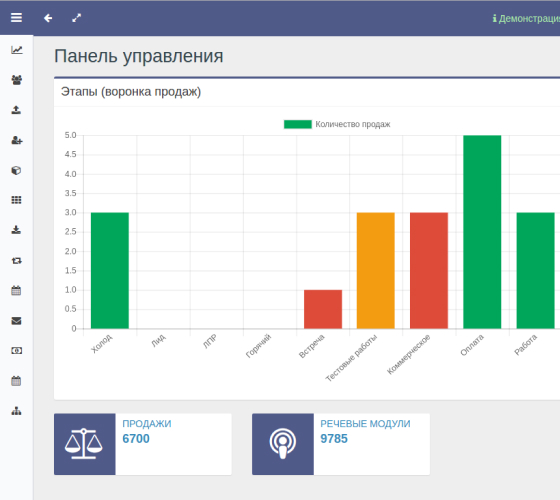 Демонстрация
Панель управления
Этапы (воронка продаж)
Количество продаж
5.0
4.5
4.0
3.5
3.0
2.5
2.0
1.5
1.0
0.5
0
Холод
Лид
ЛПР
Горячий
Встреча
Тестовые работы
Коммерческое
Оплата
Работа
ПРОДАЖИ
6700
РЕЧЕВЫЕ МОДУЛИ
9785